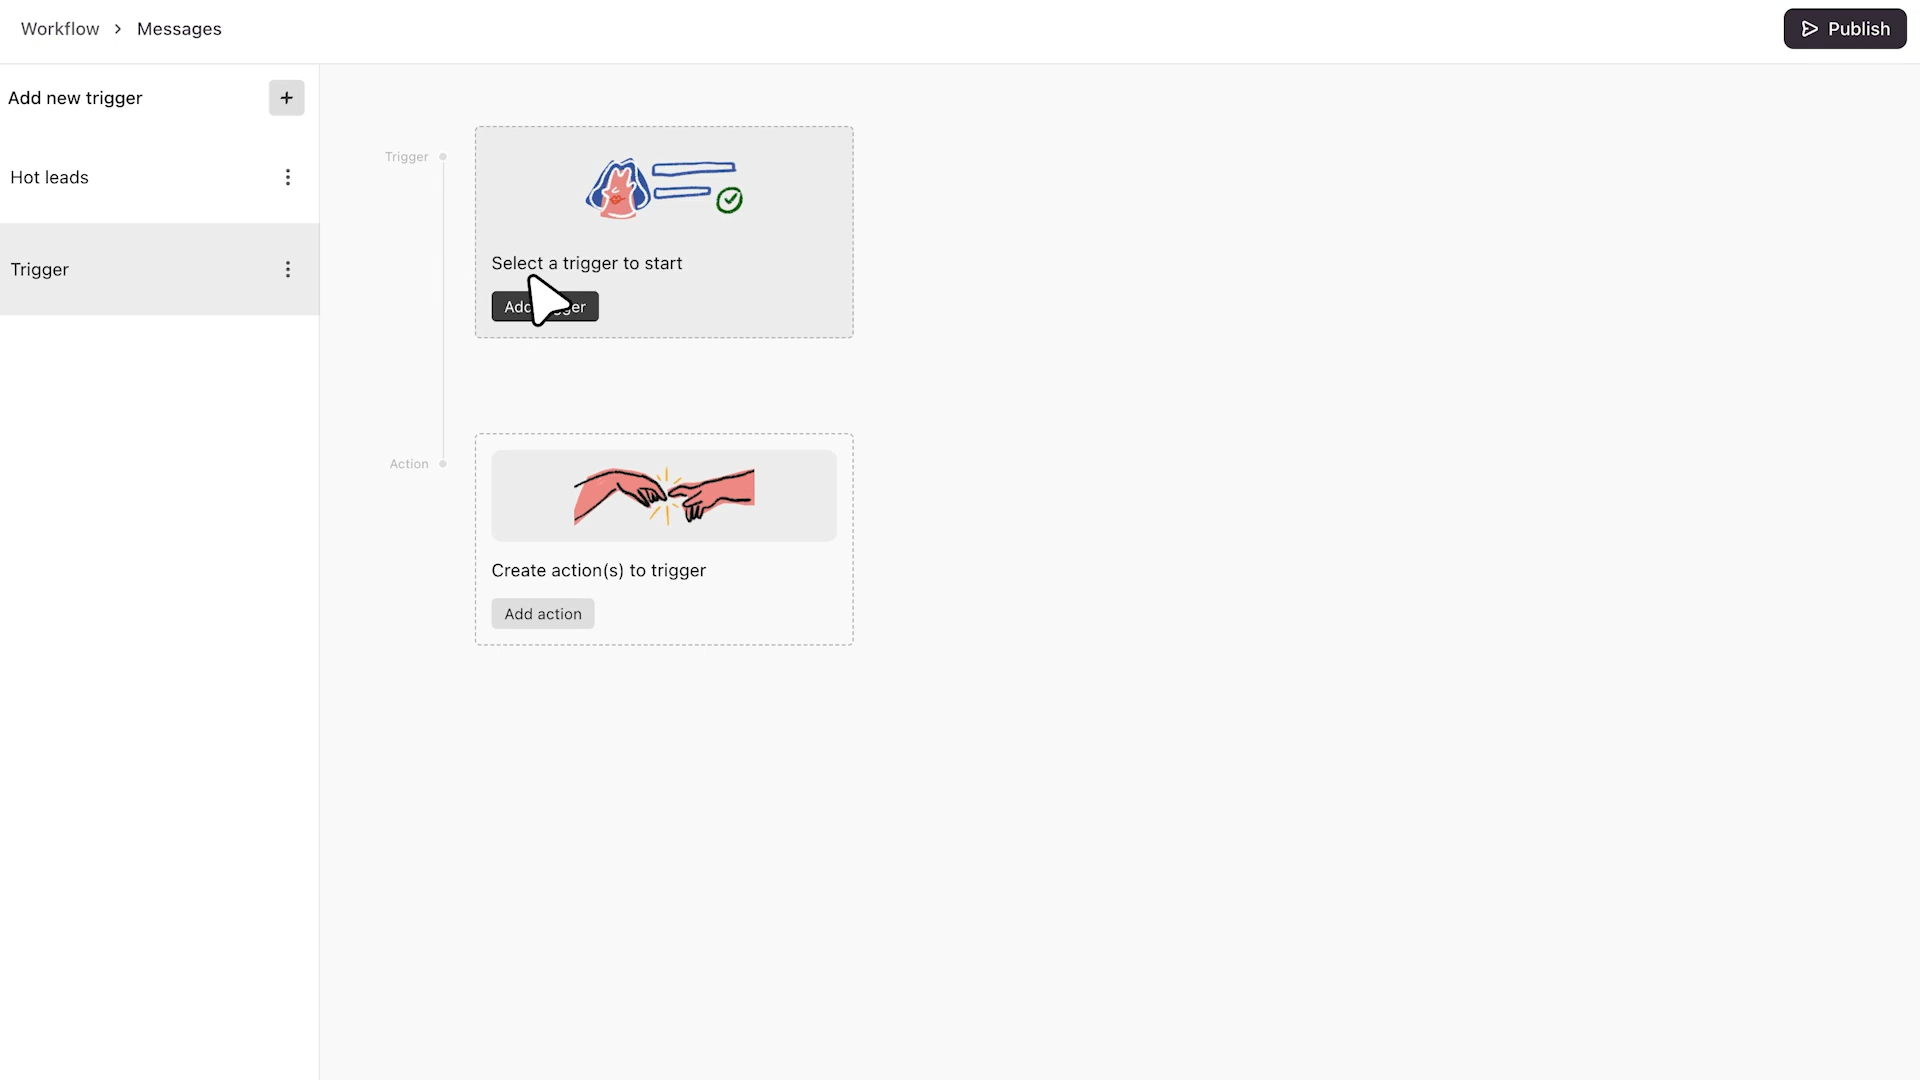 Workflow > Messages
Publish
Add new trigger
Hot leads
Trigger
Trigger
Select a trigger to start
Add
Action
Create action(s) to trigger
Add action